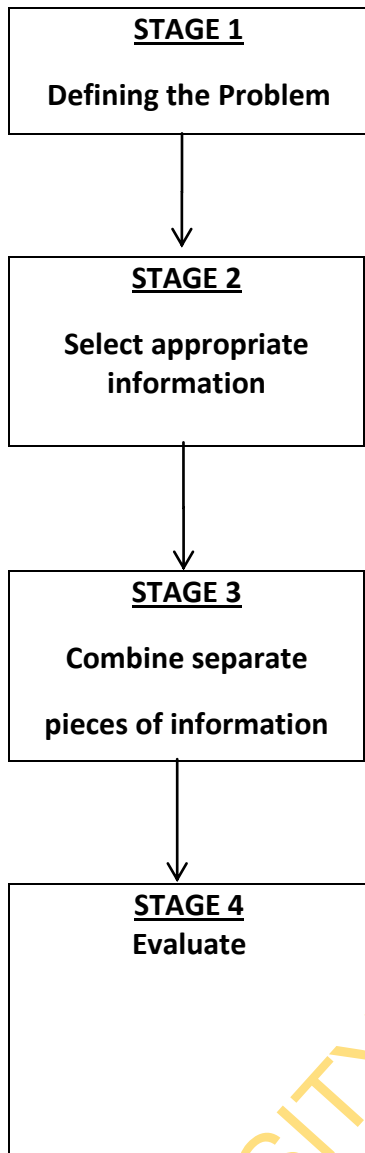 STAGE 1
Defining the Problem
STAGE 2
Select appropriate
information
STAGE 3
Combine separate
pieces of information
STAGE 4
Evaluate
SITY